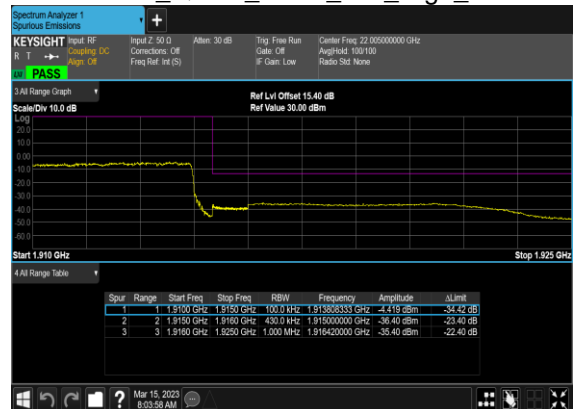 Spectrum Analyzer 1
Spurious Emissions
+
KEYSIGHT
R T
LXI PASS
Input: RF
Coupling: DC
Align: Off
Input Z: 50 Ω
Corrections: Off
Freq Ref: Int (S)
Atten: 30 dB
Trig: Free Run
Gate: Off
IF Gain: Low
Center Freq: 22.005000000 GHz
Avg|Hold: 100/100
Radio Std: None
3 All Range Graph
Scale/Div 10.0 dB
Ref Lvl Offset 15.40 dB
Ref Value 30.00 dBm
Log
20.0
10.0
0.00
-10.0
-20.0
-30.0
-40.0
-50.0
-60.0
Start 1.910 GHz
Stop 1.925 GHz
4 All Range Table
Spur Range Start Freq Stop Freq RBW Frequency Amplitude ΔLimit
1 1 1.9100 GHz 1.9150 GHz 100.0 kHz 1.913808333 GHz -4.419 dBm -34.42 dB
2 2 1.9150 GHz 1.9160 GHz 430.0 kHz 1.915000000 GHz -36.40 dBm -23.40 dB
3 3 1.9160 GHz 1.9250 GHz 1.000 MHz 1.916420000 GHz -35.40 dBm -22.40 dB
?
Mar 15, 2023
8:03:58 AM